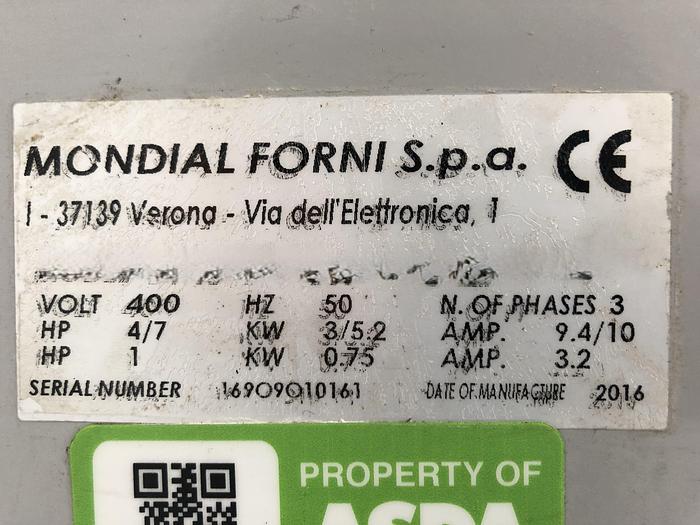 MONDIAL FORNI S.p.a. CE
I - 37139 Verona - Via dell'Elettronica, 1
VOLT 400 HZ 50 N. OF PHASES 3
HP 4/7 KW 3/5.2 AMP. 9.4/10
HP 1 KW 0.75 AMP. 3.2
SERIAL NUMBER 16909010161 DATE OF MANUFACTURE 2016
PROPERTY OF
ASDA